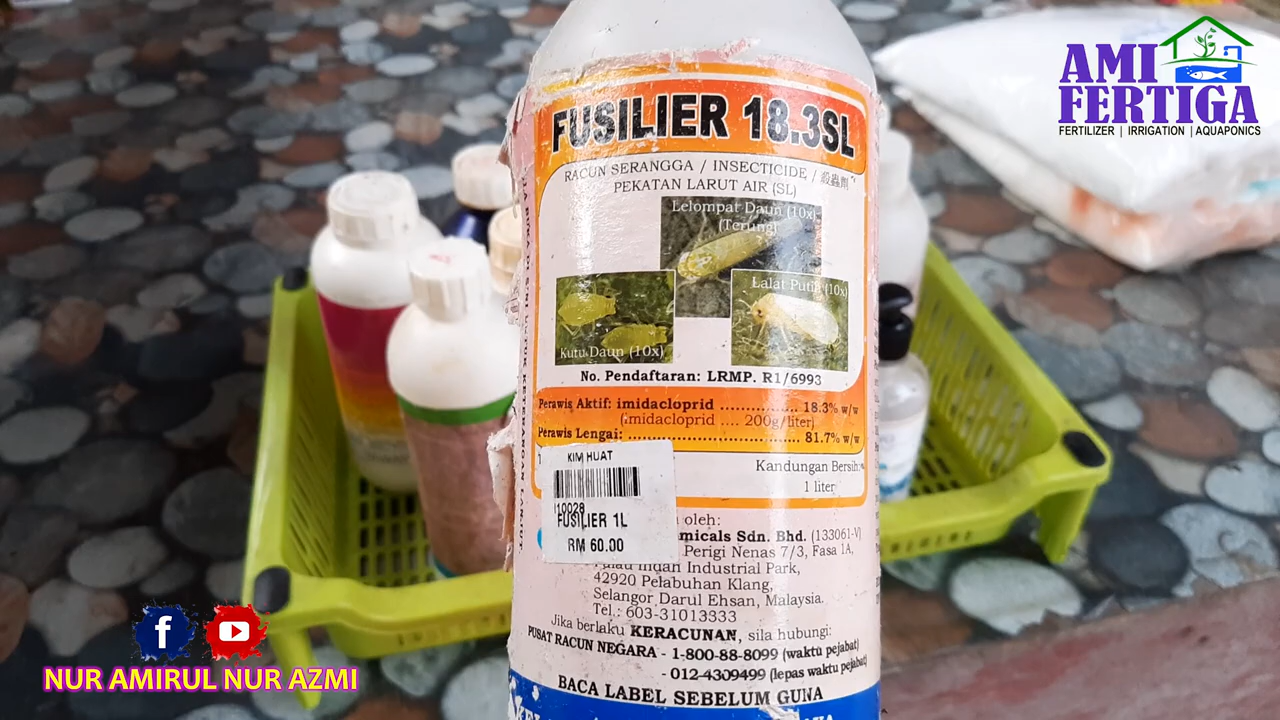 AMI
FERTIGA
FERTILIZER | IRRIGATION | AQUAPONICS
FUSILIER 18.3SL
RACUN SERANGGA / INSECTICIDE / 殺蟲劑
PEKATAN LARUT AIR (SL)
Lelompat Daun (10x)
(Terung)
Kutu Daun (10x)
Lalat Putih (10x)
No. Pendaftaran: LRMP. R1/6993
Perawis Aktif: imidacloprid .................. 18.3% w/w
(imidacloprid .... 200g/liter)
Perawis Lengai: ........................................ 81.7% w/w
Kandungan Bersih:
1 liter
KIM HUAT
10028
FUSILIER 1L
RM 60.00
oleh:
micals Sdn. Bhd. (133061-V)
Perigi Nenas 7/3, Fasa 1A,
Pulau Indah Industrial Park,
42920 Pelabuhan Klang,
Selangor Darul Ehsan, Malaysia.
Tel.: 603-31013333
Jika berlaku KERACUNAN, sila hubungi:
PUSAT RACUN NEGARA - 1-800-88-8099 (waktu pejabat)
- 012-4309499 (lepas waktu pejabat)
BACA LABEL SEBELUM GUNA
NUR AMIRUL NUR AZMI